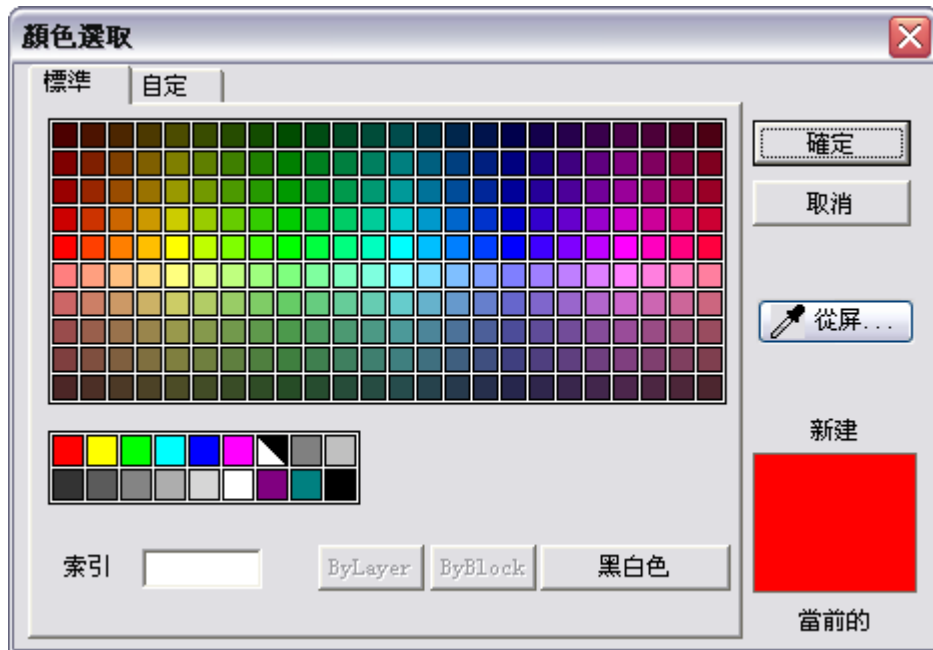 顏色選取
標準
自定
確定
取消
從屏...
新建
索引
ByLayer
ByBlock
黑白色
當前的